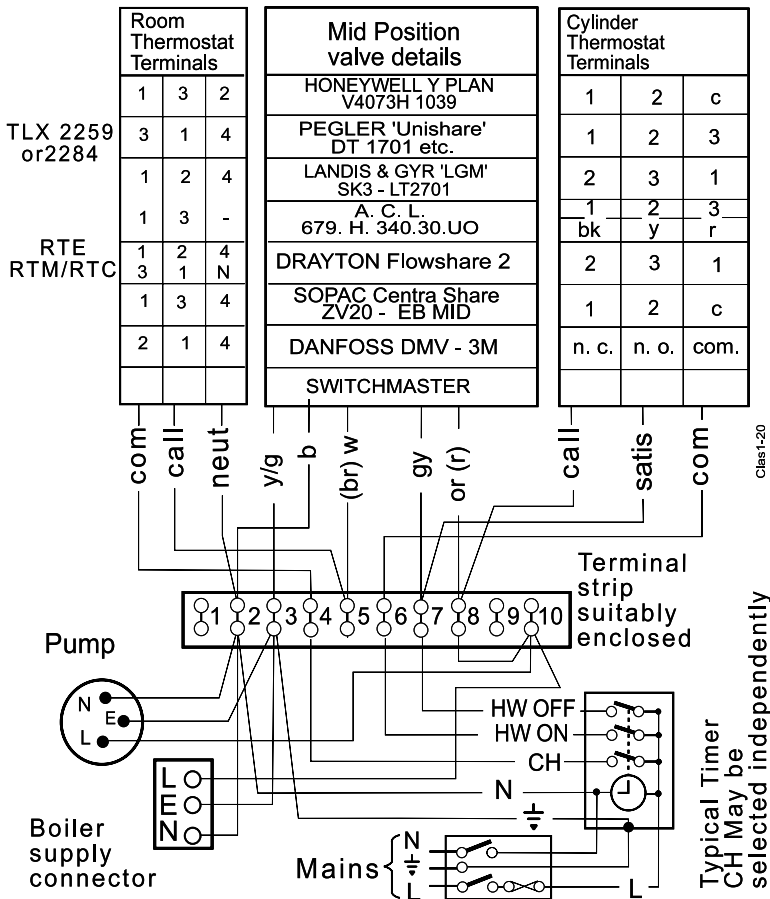 Room
Thermostat
Terminals
1 3 2
TLX 2259
or2284
3 1 4
1 2 4
1 3 -
RTE
RTM/RTC
1 2 4
3 1 N
1 3 4
2 1 4
Mid Position
valve details
HONEYWELL Y PLAN
V4073H 1039
PEGLER 'Unishare'
DT 1701 etc.
LANDIS & GYR 'LGM'
SK3 - LT2701
A. C. L.
679. H. 340.30.UO
DRAYTON Flowshare 2
SOPAC Centra Share
ZV20 - EB MID
DANFOSS DMV - 3M
SWITCHMASTER
Cylinder
Thermostat
Terminals
1 2 c
1 2 3
2 3 1
1 2 3
bk y r
2 3 1
1 2 c
n. c. n. o. com.
com
call
neut
y/g
b
(br) w
gy
or (r)
call
satis
com
Clas1-20
1 2 3 4 5 6 7 8 9 10
Terminal
strip
suitably
enclosed
Pump
N
E
L
L
E
N
Boiler
supply
connector
HW OFF
HW ON
CH
N
Typical Timer
CH May be
selected independently
Mains
N
L
L